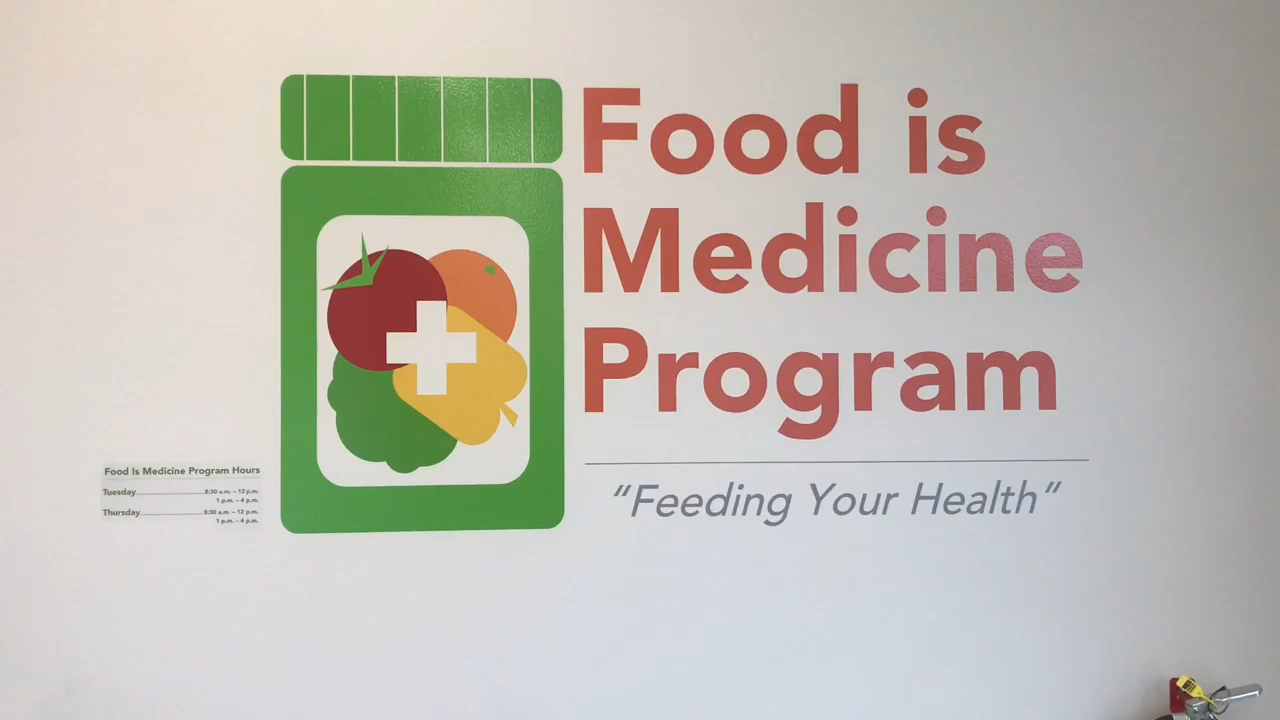 Food is
Medicine
Program
“Feeding Your Health”
Food Is Medicine Program Hours
Tuesday 8:30 a.m. – 12 p.m.
1 p.m. – 4 p.m.
Thursday 8:30 a.m. – 12 p.m.
1 p.m. – 4 p.m.